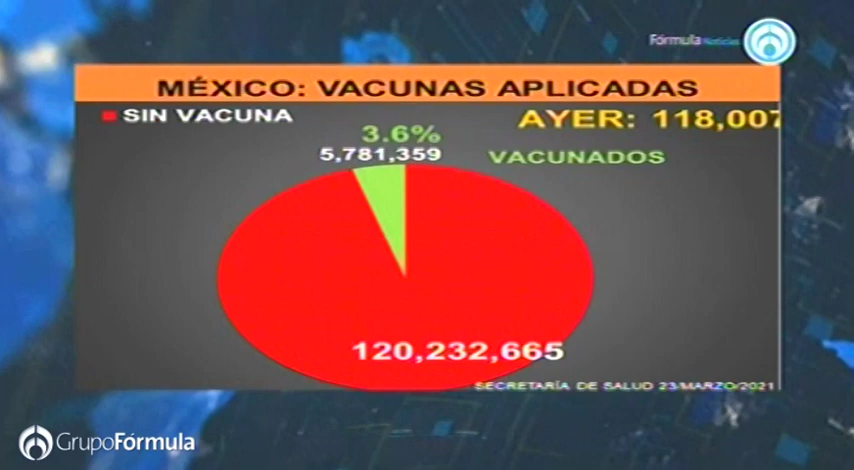 Fórmula Noticias
MÉXICO: VACUNAS APLICADAS
SIN VACUNA
AYER: 118,007
3.6%
5,781,359
VACUNADOS
120,232,665
SECRETARÍA DE SALUD 23/MARZO/2021
GrupoFórmula